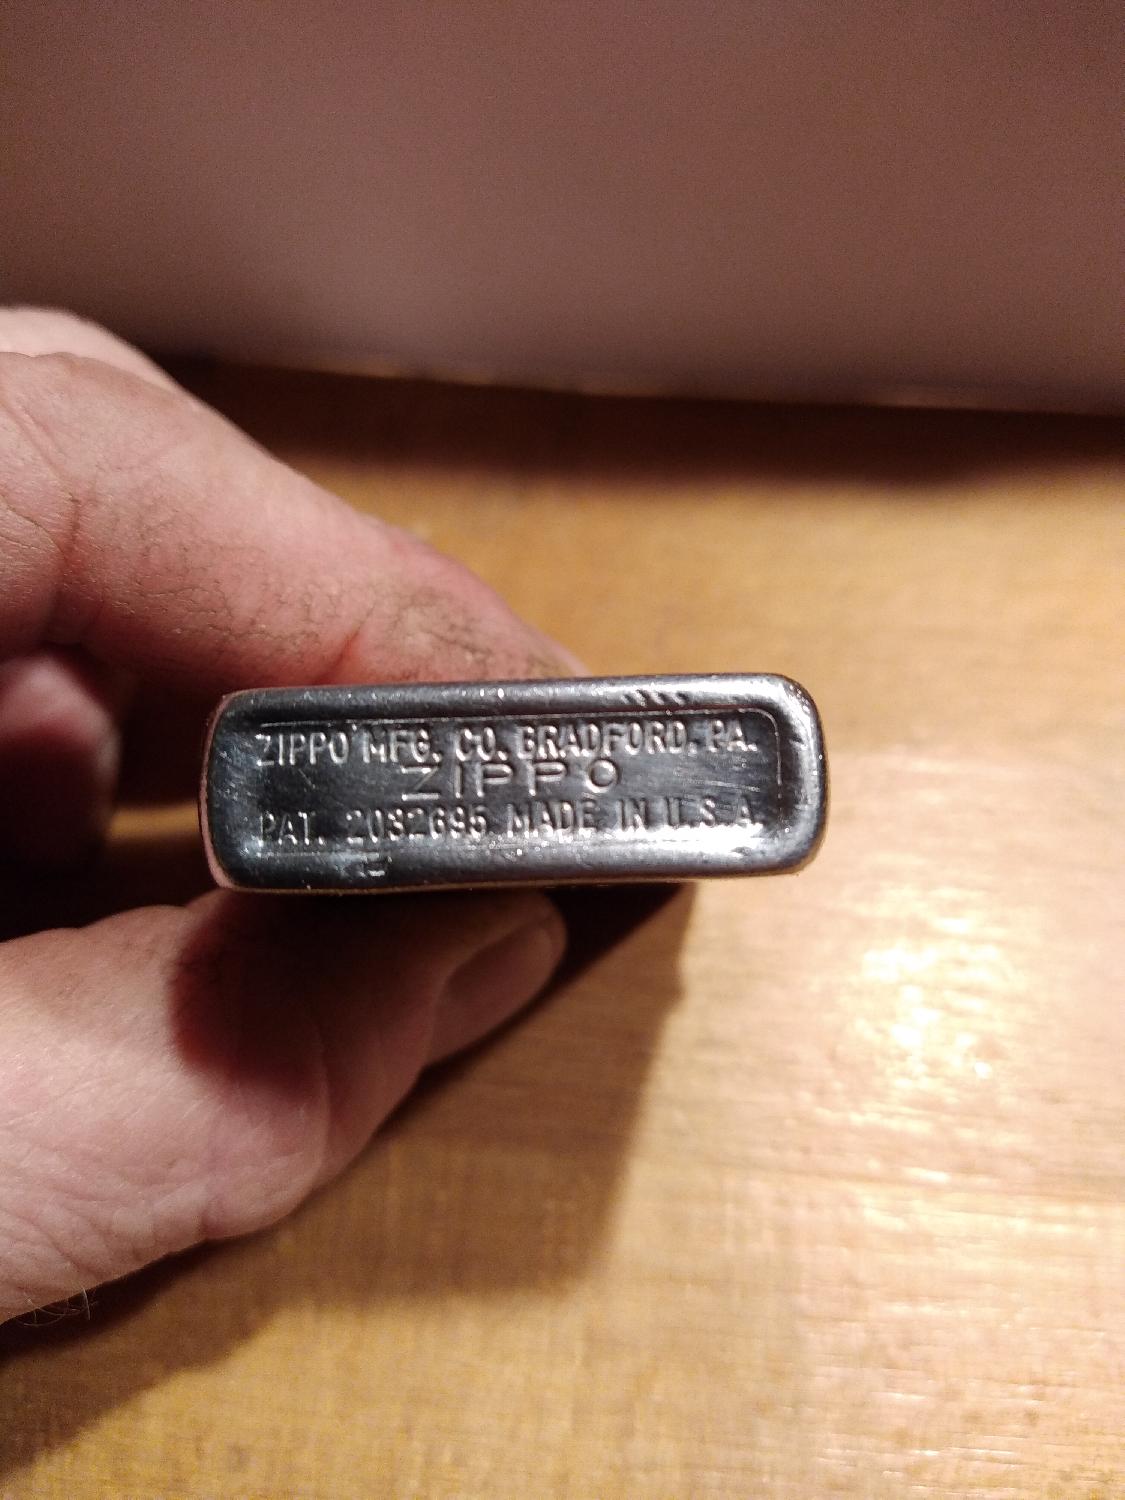 ZIPPO MFG. CO. BRADFORD, PA.
ZIPPO
PAT. 2032695 MADE IN U.S.A.